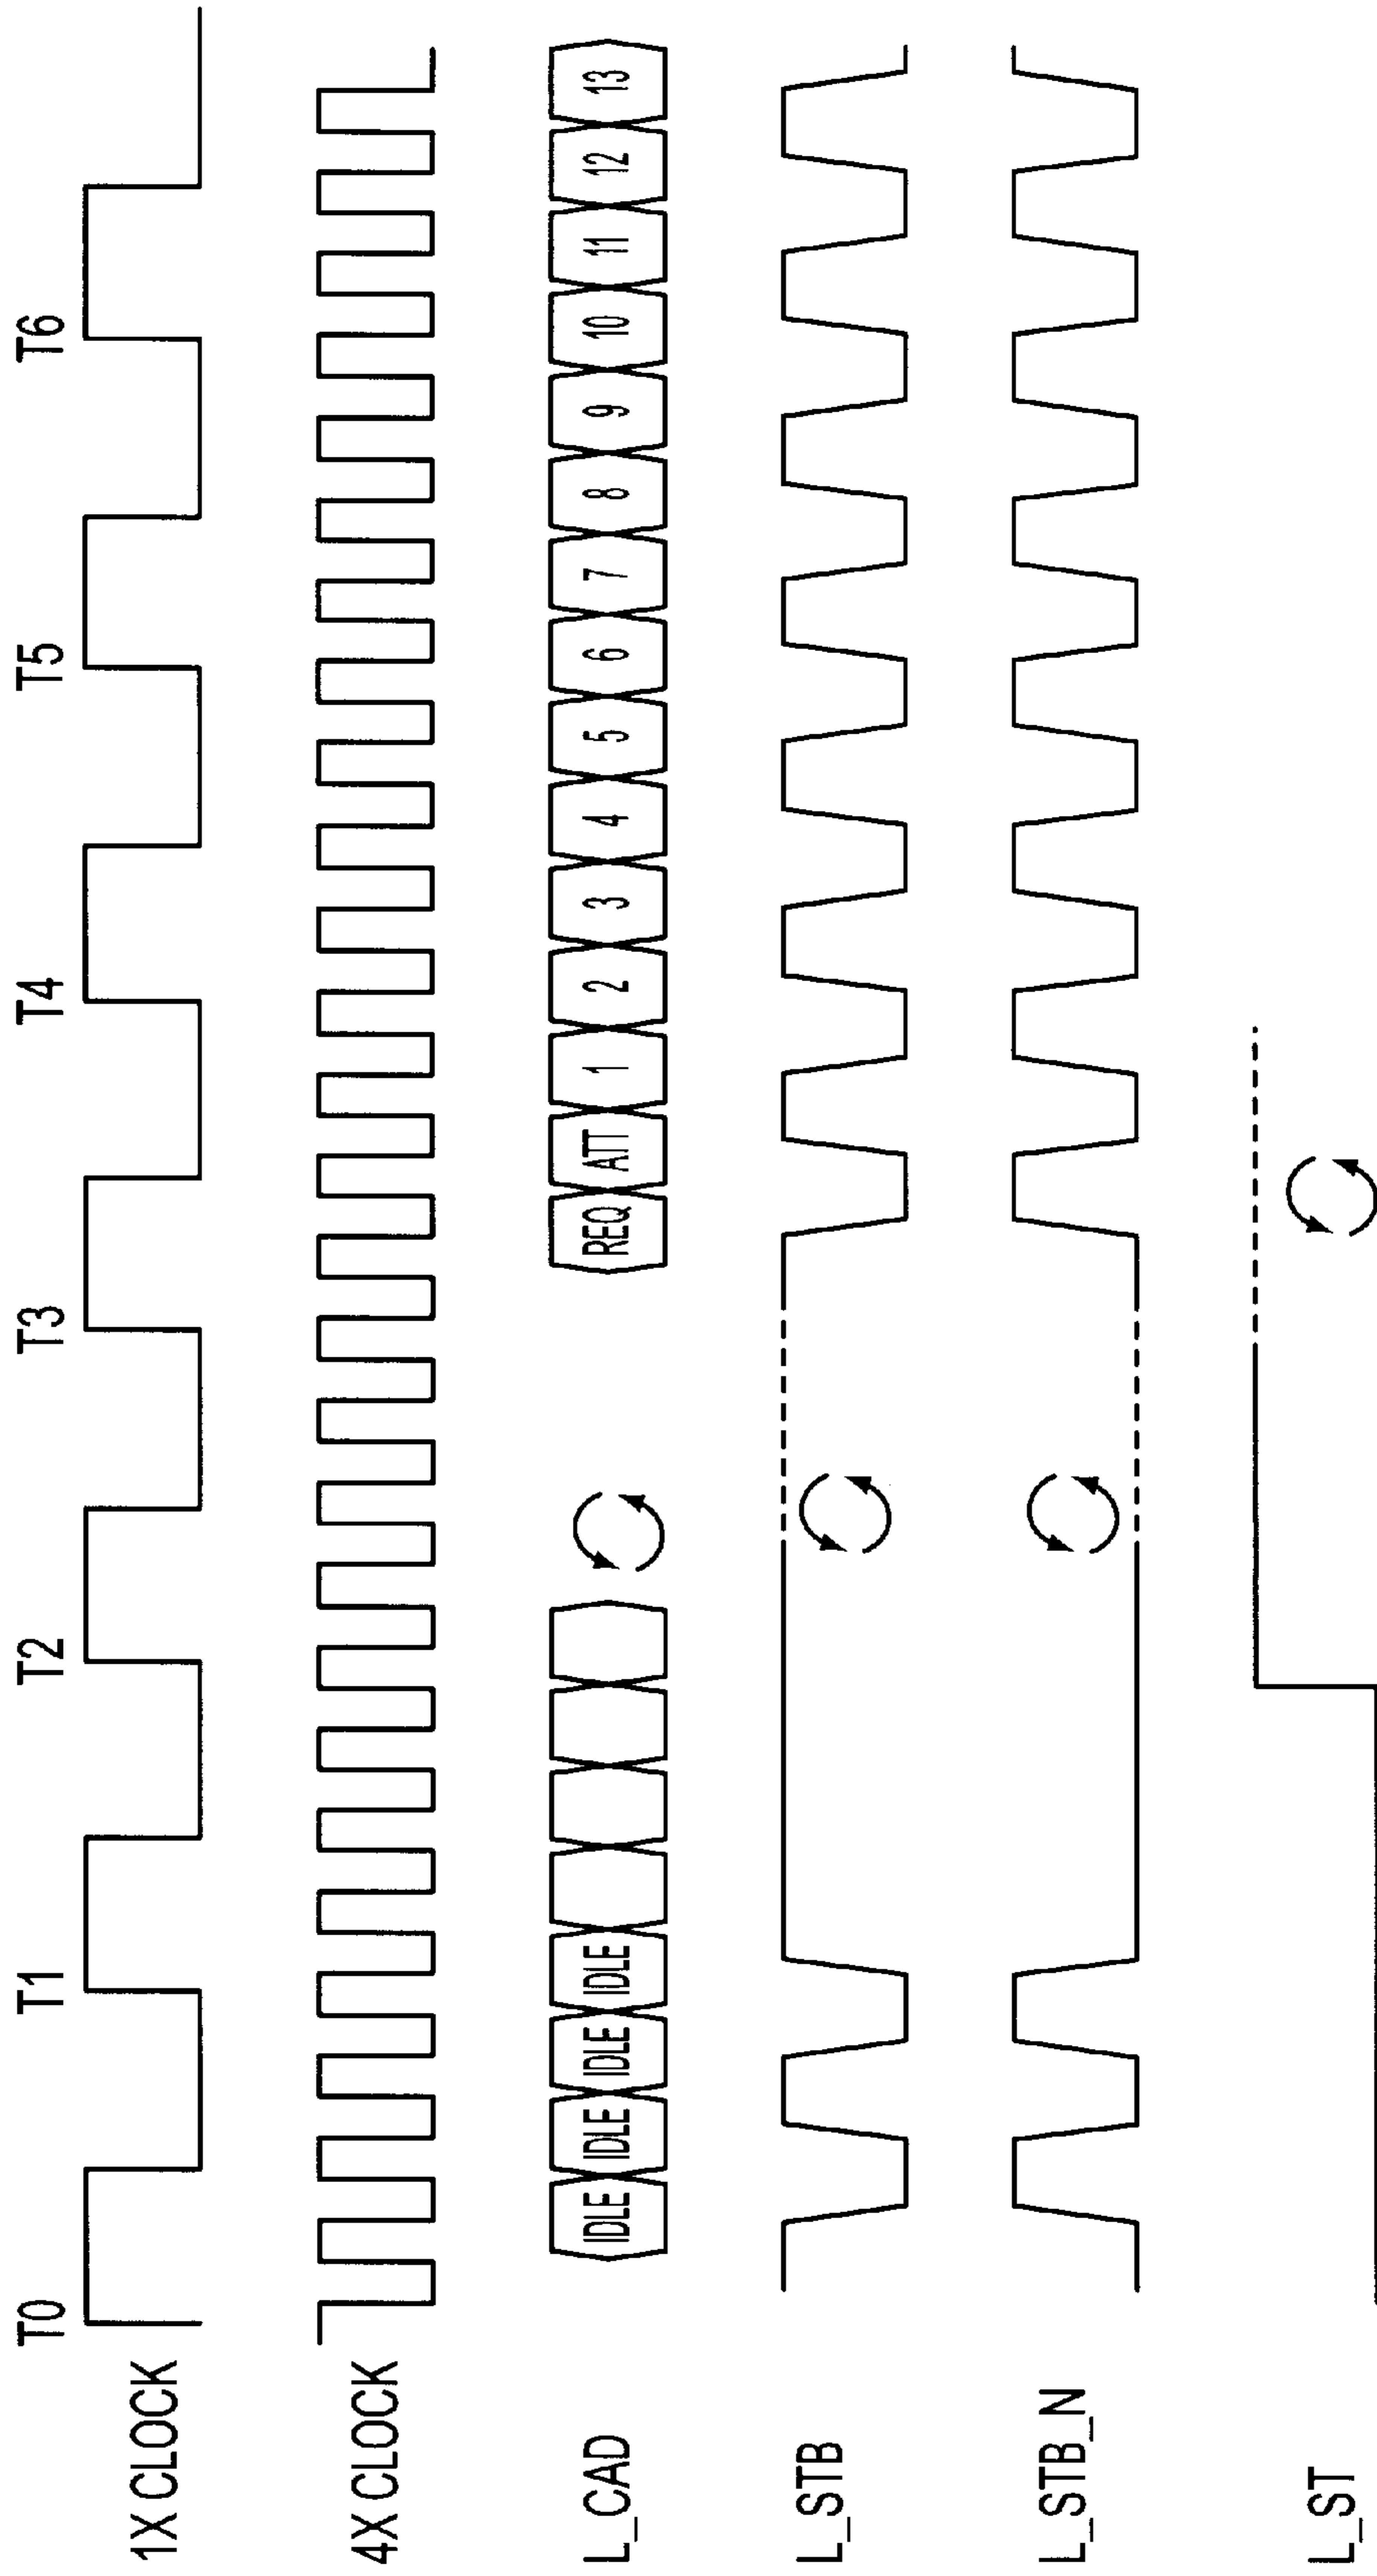 T0 T1 T2 T3 T4 T5 T6
1X CLOCK
4X CLOCK
L_CAD IDLE IDLE IDLE IDLE REQ ATT 1 2 3 4 5 6 7 8 9 10 11 12 13
L_STB
L_STB_N
L_ST